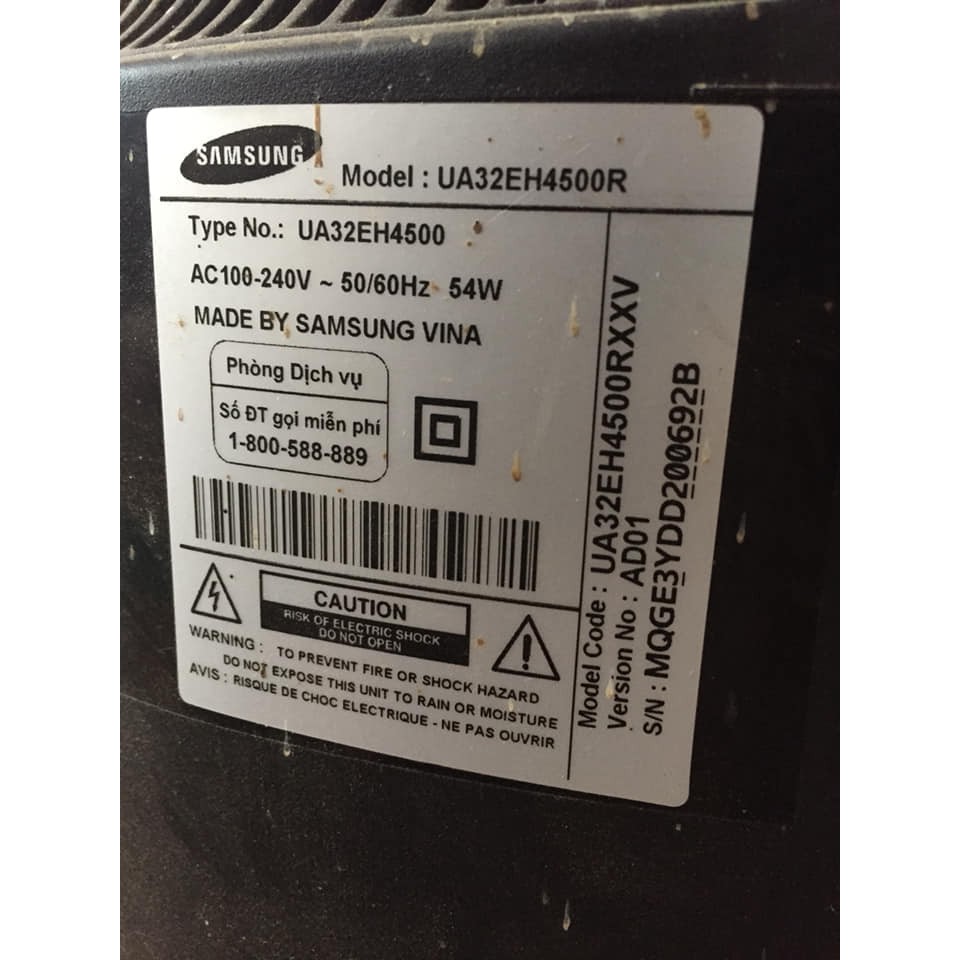 SAMSUNG
Model : UA32EH4500R
Type No.: UA32EH4500
AC100-240V ~ 50/60Hz 54W
MADE BY SAMSUNG VINA
Phòng Dịch vụ
Số ĐT gọi miễn phí
1-800-588-889
CAUTION
RISK OF ELECTRIC SHOCK
DO NOT OPEN
WARNING : TO PREVENT FIRE OR SHOCK HAZARD
DO NOT EXPOSE THIS UNIT TO RAIN OR MOISTURE
AVIS : RISQUE DE CHOC ELECTRIQUE - NE PAS OUVRIR
Model Code : UA32EH4500RXXV
Version No : AD01
S/N : MQGE3YDD200692B